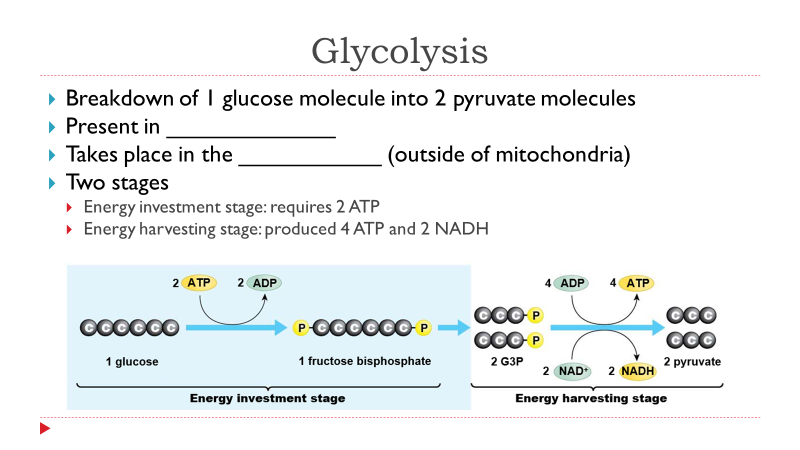 Glycolysis
Breakdown of 1 glucose molecule into 2 pyruvate molecules
Present in _______________
Takes place in the _____________ (outside of mitochondria)
Two stages
Energy investment stage: requires 2 ATP
Energy harvesting stage: produced 4 ATP and 2 NADH
2 ATP 2 ADP 4 ADP 4 ATP
C C C P C C C
C C C C C C P C C C C C C P
C C C P C C C
1 glucose 1 fructose bisphosphate 2 G3P 2 pyruvate
2 NAD+ 2 NADH
Energy investment stage Energy harvesting stage